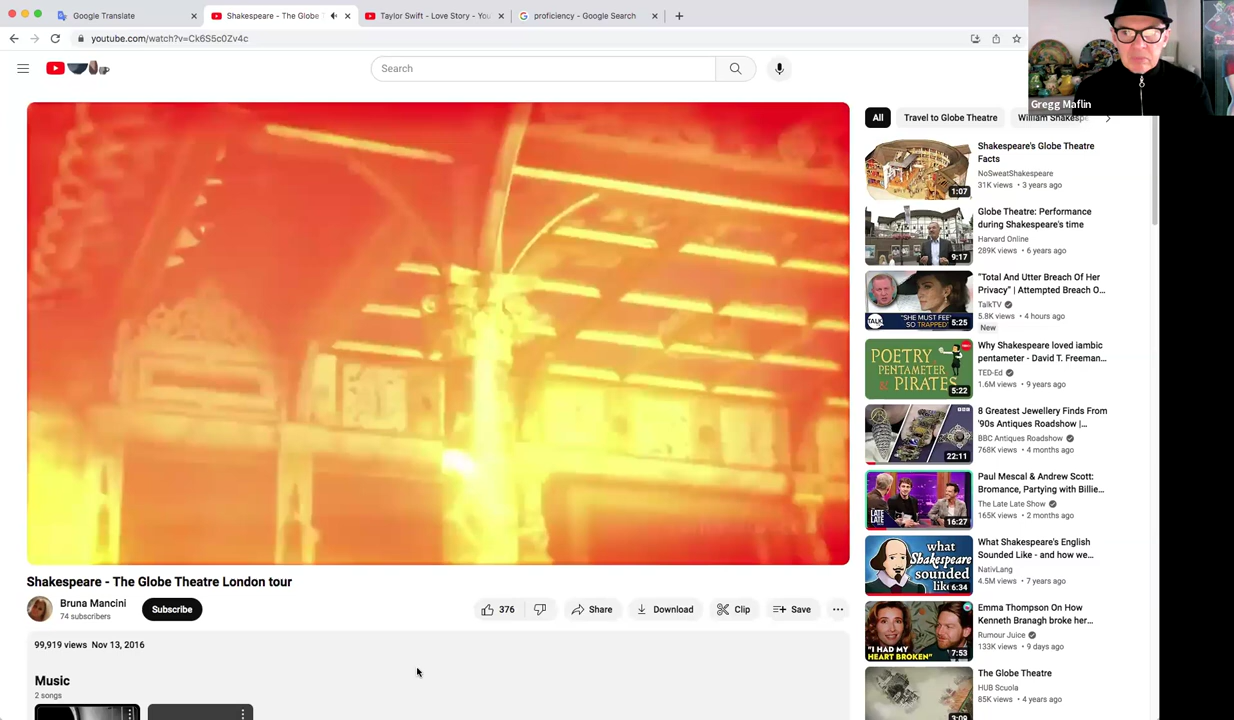 Google Translate
Shakespeare - The Globe T
Taylor Swift - Love Story - You
proficiency - Google Search
youtube.com/watch?v=Ck6S5c0Zv4c
Search
Gregg Maflin
All
Travel to Globe Theatre
William Shakespe
Shakespeare's Globe Theatre
Facts
NoSweatShakespeare
31K views • 3 years ago
1:07
Globe Theatre: Performance
during Shakespeare's time
Harvard Online
289K views • 6 years ago
9:17
"Total And Utter Breach Of Her
Privacy" | Attempted Breach O...
TalkTV
5.8K views • 4 hours ago
New
TALK
"SHE MUST FEEL
SO TRAPPED"
5:25
Why Shakespeare loved iambic
pentameter - David T. Freeman...
TED-Ed
1.6M views • 9 years ago
POETRY
PENTAMETER
& PIRATES
5:22
8 Greatest Jewellery Finds From
'90s Antiques Roadshow |...
BBC Antiques Roadshow
768K views • 4 months ago
22:11
Paul Mescal & Andrew Scott:
Bromance, Partying with Billie...
The Late Late Show
165K views • 2 months ago
LATE
LATE
16:27
What Shakespeare's English
Sounded Like - and how we...
NativLang
4.5M views • 7 years ago
what
Shakespeare
sounded
like
6:34
Emma Thompson On How
Kenneth Branagh broke her...
Rumour Juice
133K views • 9 days ago
"I HAD MY
HEART BROKEN"
7:53
The Globe Theatre
HUB Scuola
85K views • 4 years ago
3:09
Shakespeare - The Globe Theatre London tour
Bruna Mancini
74 subscribers
Subscribe
376
Share
Download
Clip
Save
99,919 views Nov 13, 2016
Music
2 songs